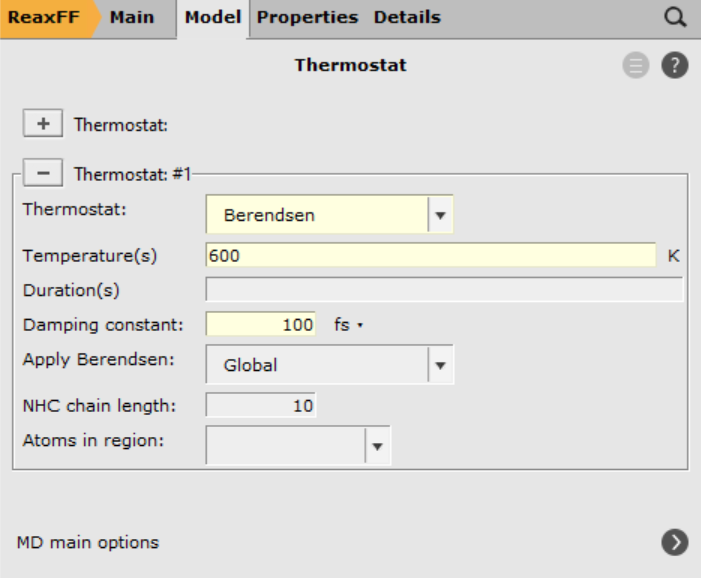 ReaxFF Main Model Properties Details
Thermostat
+ Thermostat:
- Thermostat: #1
Thermostat: Berendsen
Temperature(s) 600 K
Duration(s)
Damping constant: 100 fs
Apply Berendsen: Global
NHC chain length: 10
Atoms in region:
MD main options